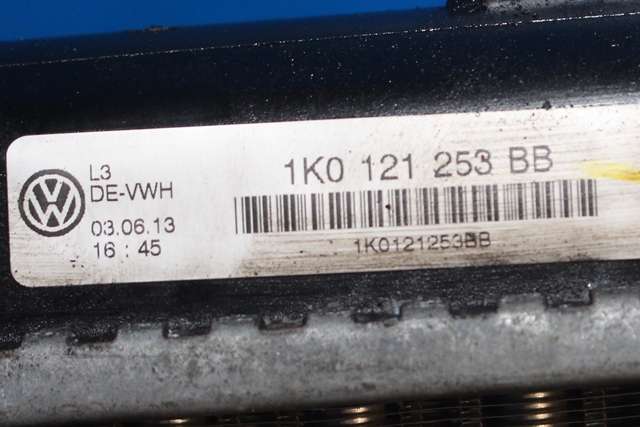 L3
DE-VWH
03.06.13
16 : 45
1K0 121 253 BB
1K0121253BB